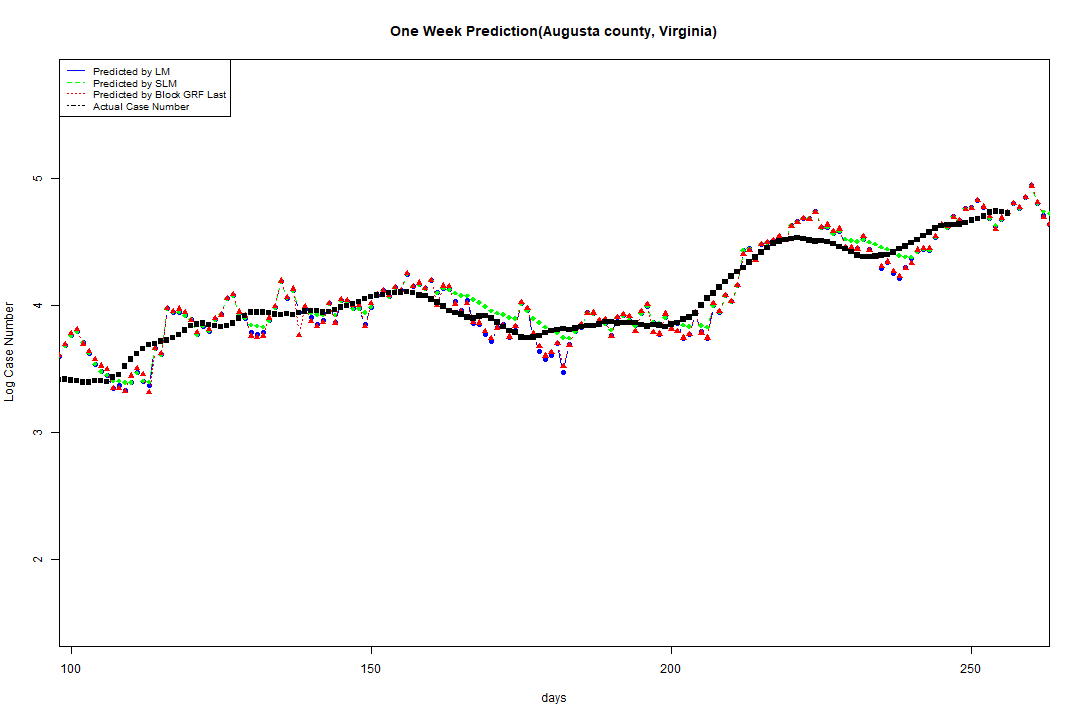 One Week Prediction(Augusta county, Virginia)
Predicted by LM
Predicted by SLM
Predicted by Block GRF Last
Actual Case Number
Log Case Number
5
4
3
2
100 150 200 250
days